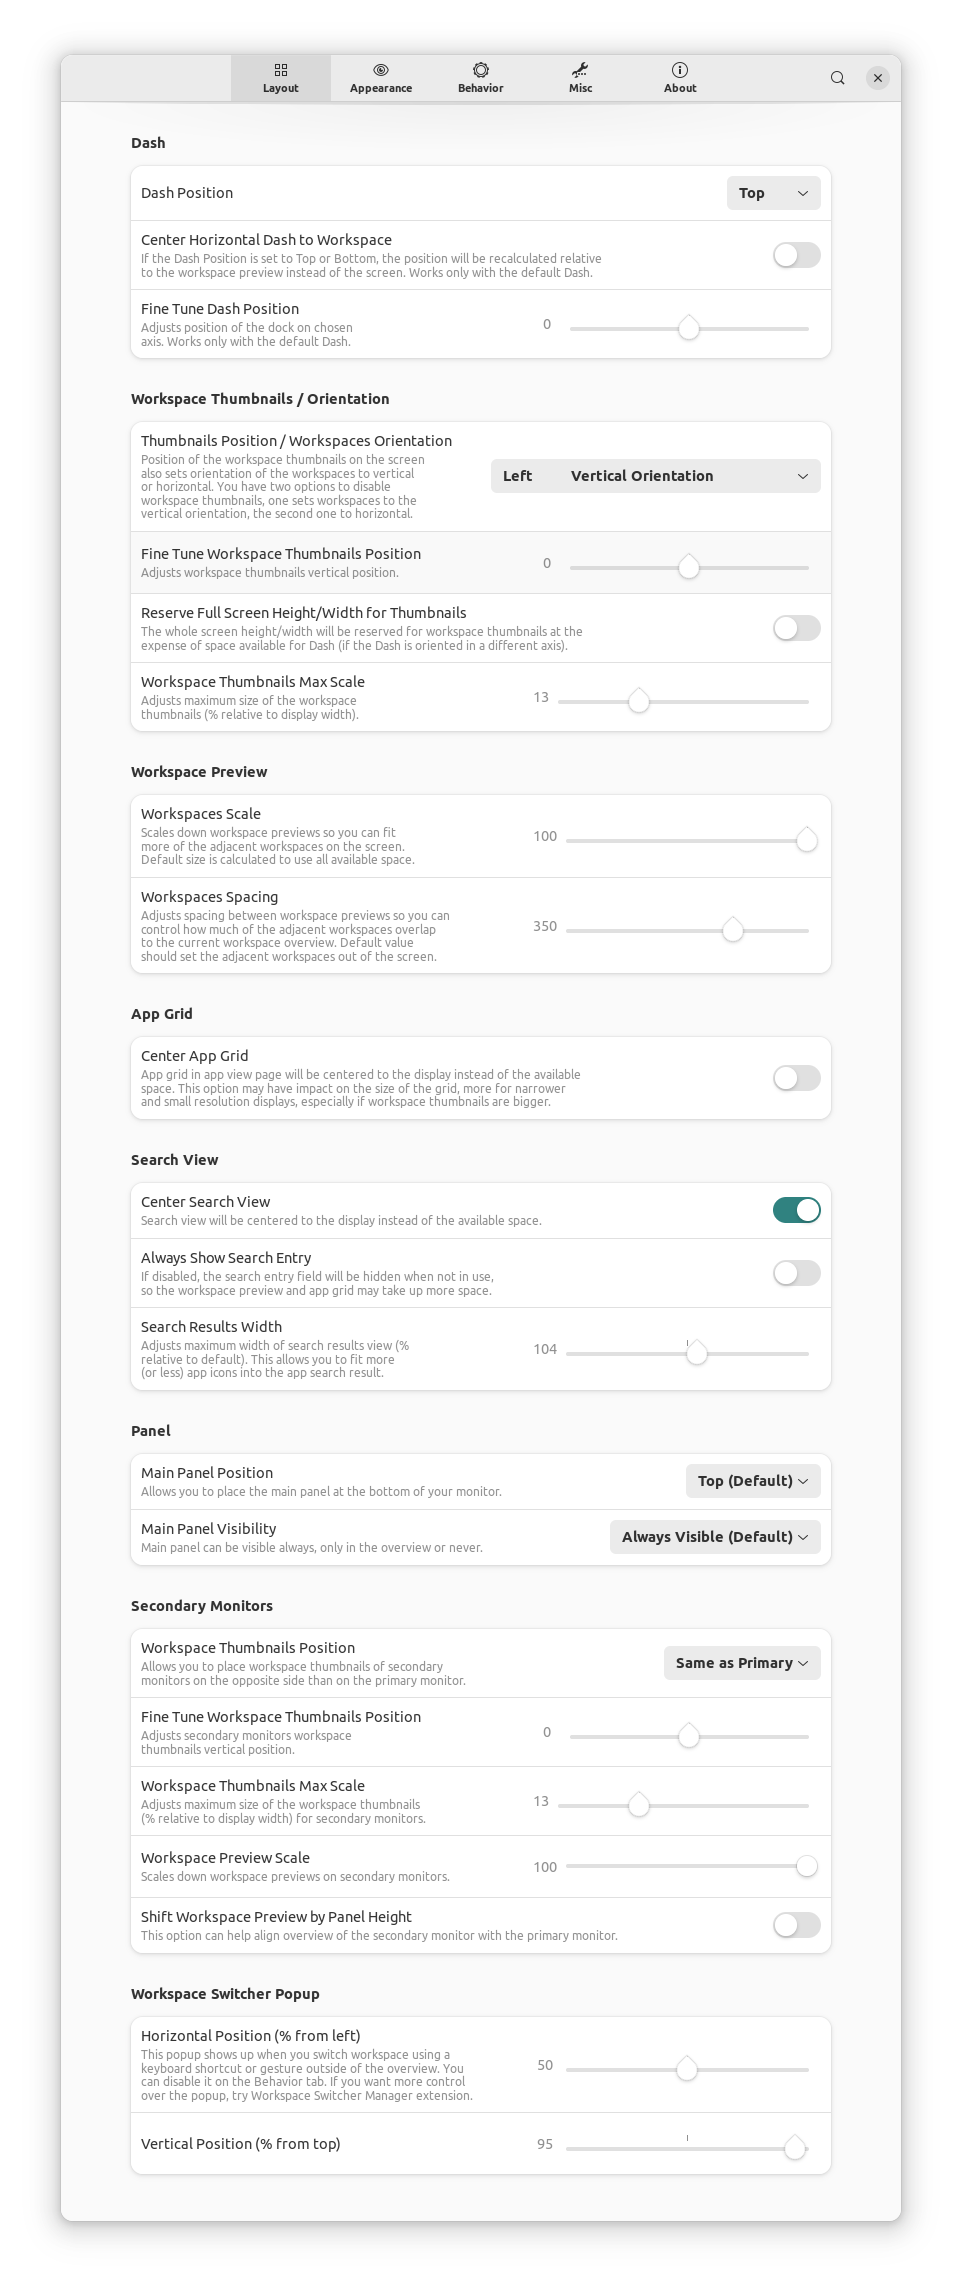 Layout
Appearance
Behavior
Misc
About
Dash
Dash Position
Top
Center Horizontal Dash to Workspace
If the Dash Position is set to Top or Bottom, the position will be recalculated relative
to the workspace preview instead of the screen. Works only with the default Dash.
Fine Tune Dash Position
Adjusts position of the dock on chosen
axis. Works only with the default Dash.
0
Workspace Thumbnails / Orientation
Thumbnails Position / Workspaces Orientation
Position of the workspace thumbnails on the screen
also sets orientation of the workspaces to vertical
or horizontal. You have two options to disable
workspace thumbnails, one sets workspaces to the
vertical orientation, the second one to horizontal.
Left Vertical Orientation
Fine Tune Workspace Thumbnails Position
Adjusts workspace thumbnails vertical position.
0
Reserve Full Screen Height/Width for Thumbnails
The whole screen height/width will be reserved for workspace thumbnails at the
expense of space available for Dash (if the Dash is oriented in a different axis).
Workspace Thumbnails Max Scale
Adjusts maximum size of the workspace
thumbnails (% relative to display width).
13
Workspace Preview
Workspaces Scale
Scales down workspace previews so you can fit
more of the adjacent workspaces on the screen.
Default size is calculated to use all available space.
100
Workspaces Spacing
Adjusts spacing between workspace previews so you can
control how much of the adjacent workspaces overlap
to the current workspace overview. Default value
should set the adjacent workspaces out of the screen.
350
App Grid
Center App Grid
App grid in app view page will be centered to the display instead of the available
space. This option may have impact on the size of the grid, more for narrower
and small resolution displays, especially if workspace thumbnails are bigger.
Search View
Center Search View
Search view will be centered to the display instead of the available space.
Always Show Search Entry
If disabled, the search entry field will be hidden when not in use,
so the workspace preview and app grid may take up more space.
Search Results Width
Adjusts maximum width of search results view (%
relative to default). This allows you to fit more
(or less) app icons into the app search result.
104
Panel
Main Panel Position
Allows you to place the main panel at the bottom of your monitor.
Top (Default)
Main Panel Visibility
Main panel can be visible always, only in the overview or never.
Always Visible (Default)
Secondary Monitors
Workspace Thumbnails Position
Allows you to place workspace thumbnails of secondary
monitors on the opposite side than on the primary monitor.
Same as Primary
Fine Tune Workspace Thumbnails Position
Adjusts secondary monitors workspace
thumbnails vertical position.
0
Workspace Thumbnails Max Scale
Adjusts maximum size of the workspace thumbnails
(% relative to display width) for secondary monitors.
13
Workspace Preview Scale
Scales down workspace previews on secondary monitors.
100
Shift Workspace Preview by Panel Height
This option can help align overview of the secondary monitor with the primary monitor.
Workspace Switcher Popup
Horizontal Position (% from left)
This popup shows up when you switch workspace using a
keyboard shortcut or gesture outside of the overview. You
can disable it on the Behavior tab. If you want more control
over the popup, try Workspace Switcher Manager extension.
50
Vertical Position (% from top)
95